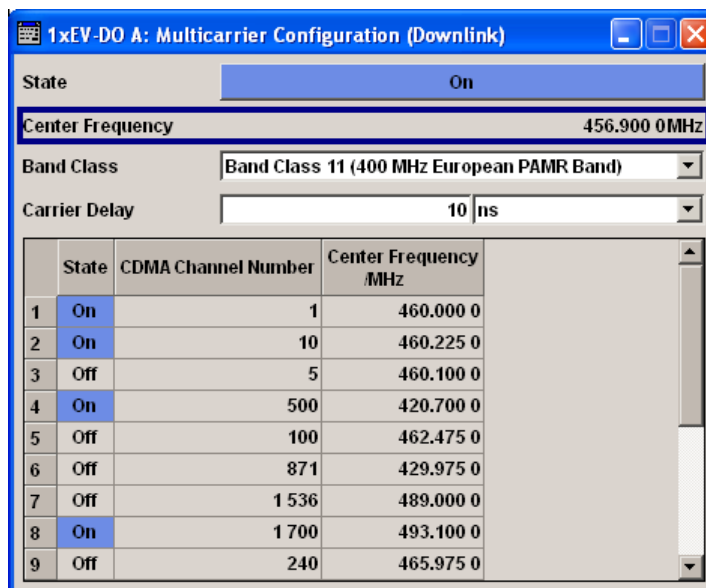 1xEV-DO A: Multicarrier Configuration (Downlink)
State On
Center Frequency 456.900 0MHz
Band Class Band Class 11 (400 MHz European PAMR Band)
Carrier Delay 10 ns
State CDMA Channel Number Center Frequency /MHz
1 On 1 460.000 0
2 On 10 460.225 0
3 Off 5 460.100 0
4 On 500 420.700 0
5 Off 100 462.475 0
6 Off 871 429.975 0
7 Off 1 536 489.000 0
8 On 1 700 493.100 0
9 Off 240 465.975 0